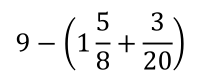 9 − (1 5/8 + 3/20)